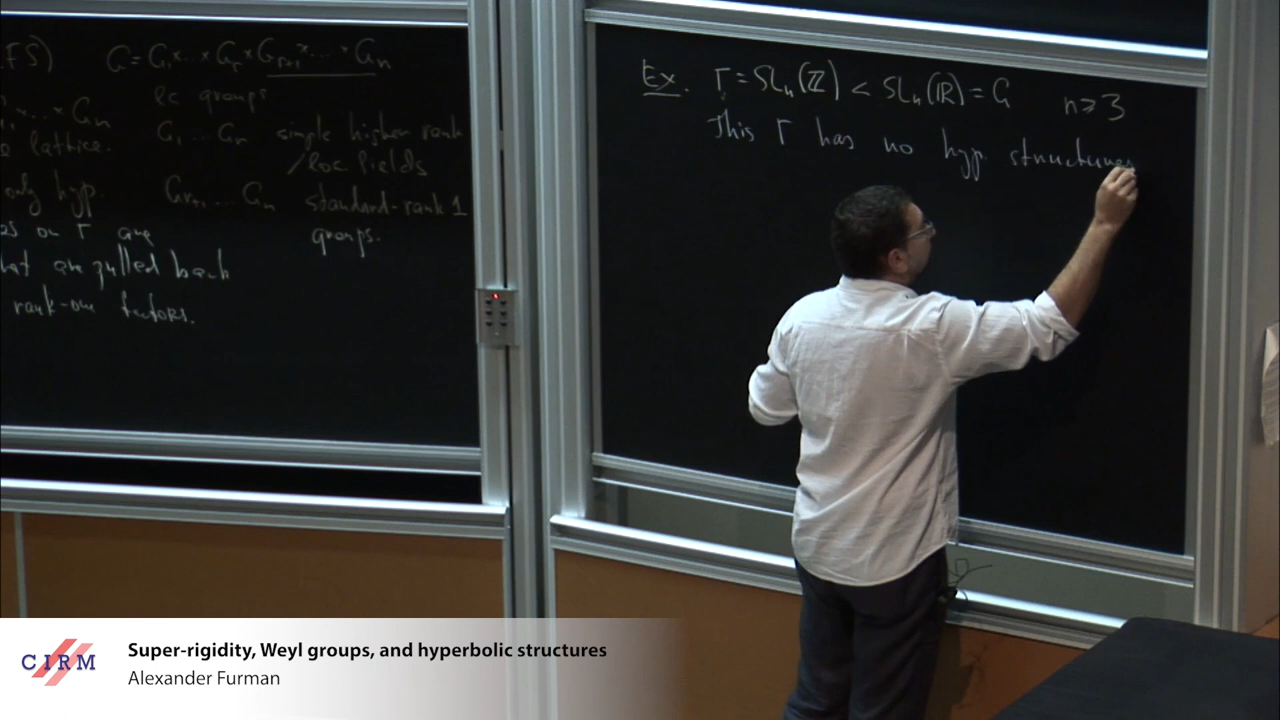 FS) G = G₁×...×Gᵣ×Gᵣ₊₁×...×Gₙ
lc groups
×...×Gₙ
G₁...Gₙ simple higher rank
lattice.
/loc fields
only hyp.
Gᵣ₊₁...Gₙ standard-rank 1
on Γ are
groups.
are pulled back
rank-one factors.
Ex. Γ = SLₙ(ℤ) < SLₙ(ℝ) = G n ≥ 3
This Γ has no hyp. structures
CIRM
Super-rigidity, Weyl groups, and hyperbolic structures
Alexander Furman